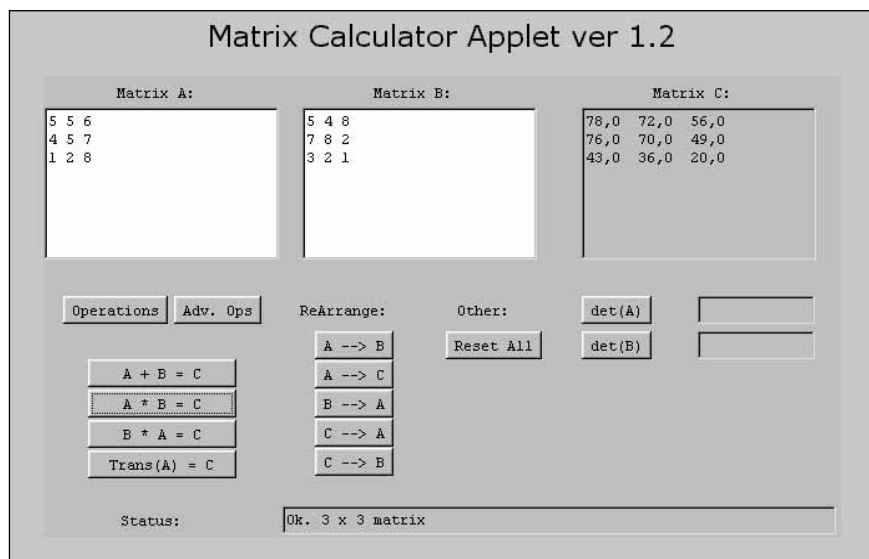 Matrix Calculator Applet ver 1.2
Matrix A: Matrix B: Matrix C:
5 5 6 5 4 8 78,0 72,0 56,0
4 5 7 7 8 2 76,0 70,0 49,0
1 2 8 3 2 1 43,0 36,0 20,0
Operations Adv. Ops ReArrange: Other: det(A)
A --> B Reset All det(B)
A + B = C A --> C
A * B = C B --> A
B * A = C C --> A
Trans(A) = C C --> B
Status: Ok. 3 x 3 matrix